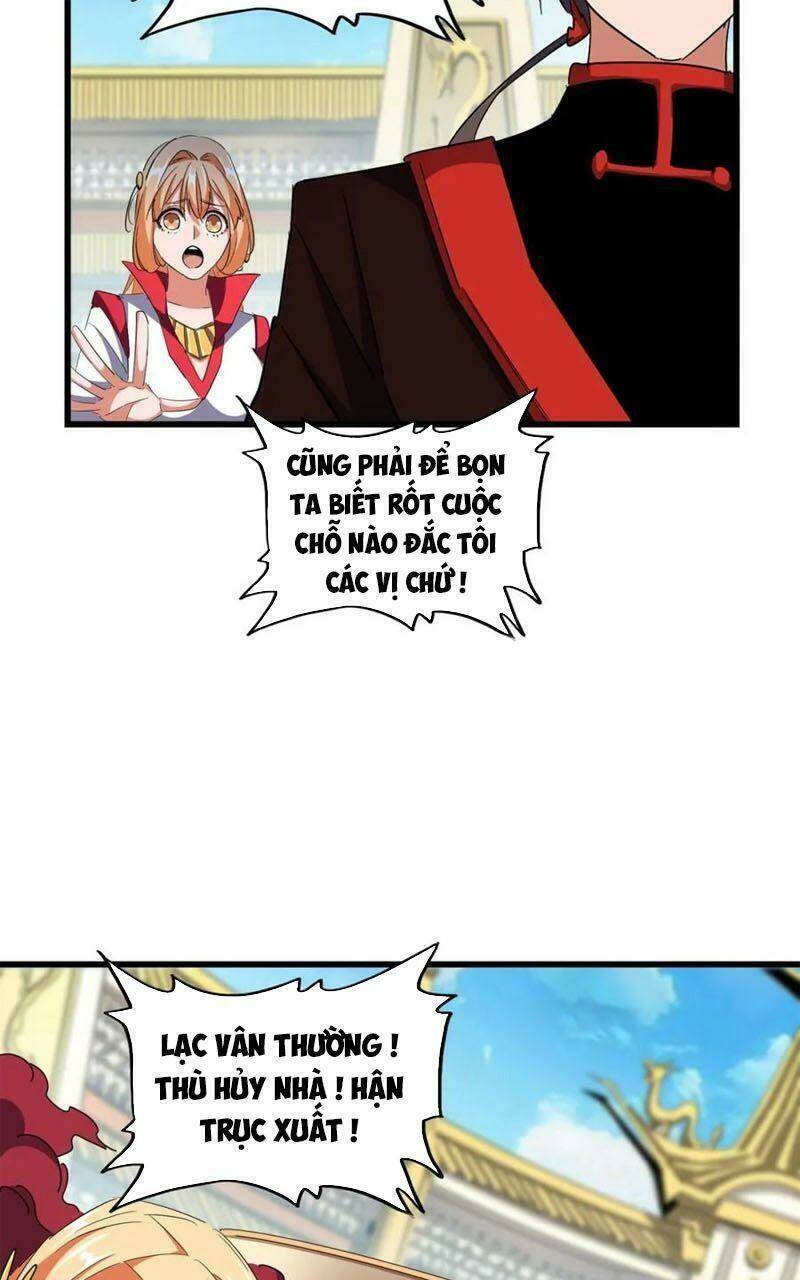 CŨNG PHẢI ĐỂ BỌN
TA BIẾT RỐT CUỘC
CHỖ NÀO ĐẮC TÔI
CÁC VỊ CHỨ!
LẠC VÂN THƯỜNG!
THÙ HỦY NHÀ! HẬN
TRỤC XUẤT!